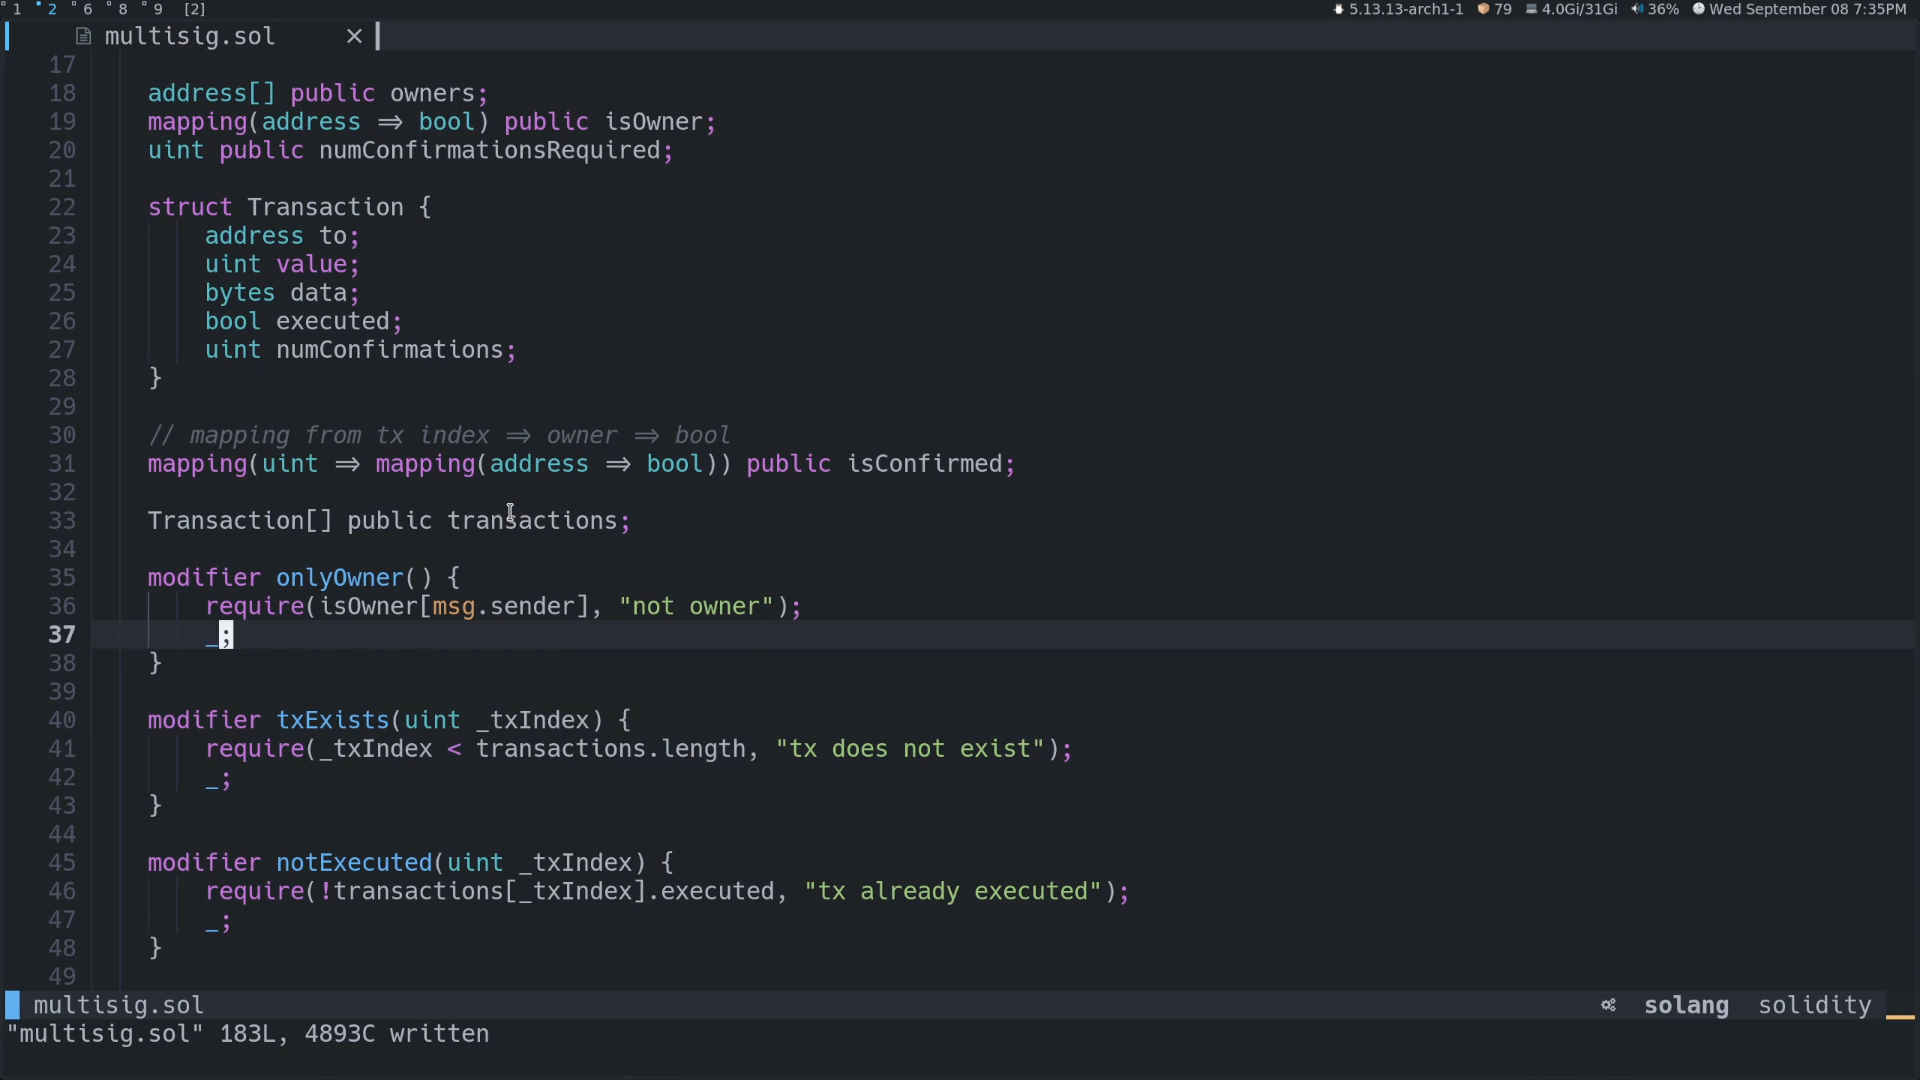 1 2 6 8 9 [2] 5.13.13-arch1-1 79 4.0Gi/31Gi 36% Wed September 08 7:35PM
multisig.sol ×
17
18 address[] public owners;
19 mapping(address => bool) public isOwner;
20 uint public numConfirmationsRequired;
21
22 struct Transaction {
23 address to;
24 uint value;
25 bytes data;
26 bool executed;
27 uint numConfirmations;
28 }
29
30 // mapping from tx index => owner => bool
31 mapping(uint => mapping(address => bool)) public isConfirmed;
32
33 Transaction[] public transactions;
34
35 modifier onlyOwner() {
36 require(isOwner[msg.sender], "not owner");
37 _;
38 }
39
40 modifier txExists(uint _txIndex) {
41 require(_txIndex < transactions.length, "tx does not exist");
42 _;
43 }
44
45 modifier notExecuted(uint _txIndex) {
46 require(!transactions[_txIndex].executed, "tx already executed");
47 _;
48 }
49
multisig.sol solang solidity
"multisig.sol" 183L, 4893C written